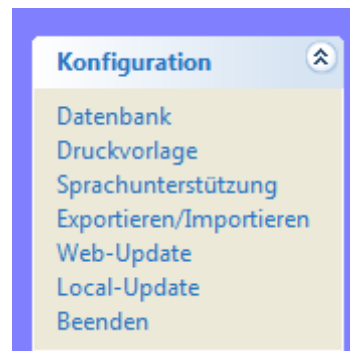 Konfiguration
Datenbank
Druckvorlage
Sprachunterstützung
Exportieren/Importieren
Web-Update
Local-Update
Beenden